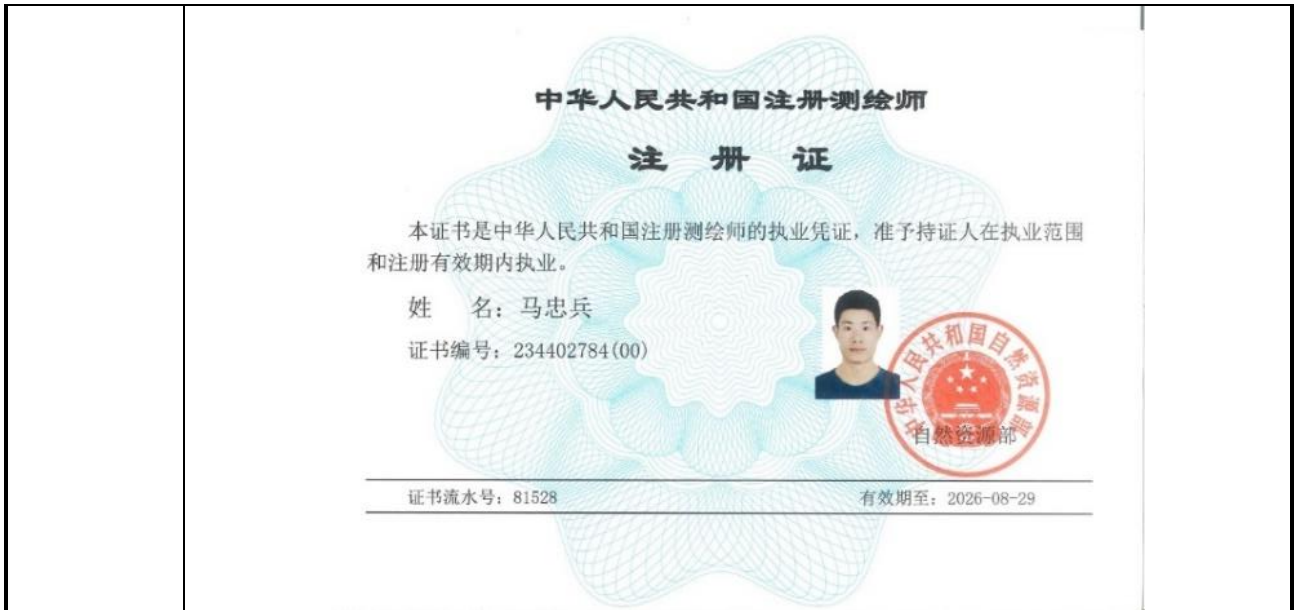 中华人民共和国注册测绘师
注 册 证
本证书是中华人民共和国注册测绘师的执业凭证，准予持证人在执业范围
和注册有效期内执业。
姓 名：马忠兵
证书编号：234402784(00)
中华人民共和国自然资源部
自然资源部
证书流水号：81528
有效期至：2026-08-29